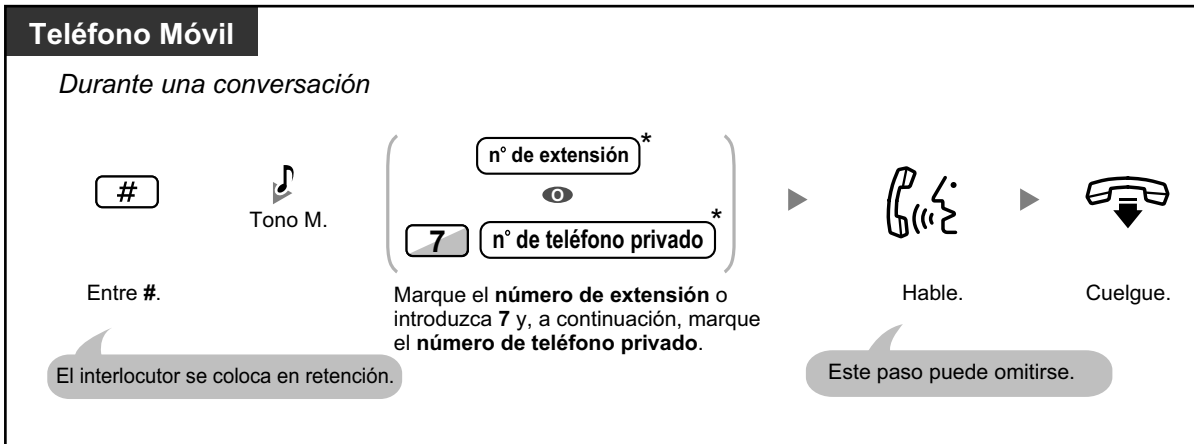 Teléfono Móvil
Durante una conversación
n° de extensión*
o
#
Tono M.
7 n° de teléfono privado*
Entre #.
Marque el número de extensión o
introduzca 7 y, a continuación, marque
el número de teléfono privado.
Hable.
Cuelgue.
El interlocutor se coloca en retención.
Este paso puede omitirse.